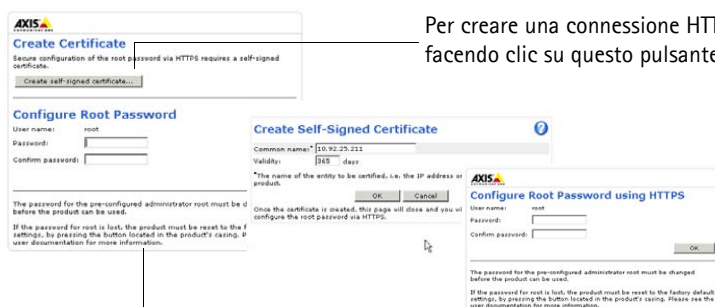 AXIS
COMMUNICATIONS
Create Certificate
Secure configuration of the root password via HTTPS requires a self-signed
certificate.
Create self-signed certificate...
Configure Root Password
User name: root
Password:
Confirm password:
The password for the pre-configured administrator root must be
before the product can be used.
If the password for root is lost, the product must be reset to the
settings, by pressing the button located in the product's casing.
user documentation for more information.
Per creare una connessione HTT
facendo clic su questo pulsante
Create Self-Signed Certificate
?
Common name:* 10.92.25.211
Validity: 365 days
*The name of the entity to be certified, i.e. the IP address or
product.
OK Cancel
Once the certificate is created, this page will close and you
configure the root password via HTTPS.
AXIS
COMMUNICATIONS
Configure Root Password using HTTPS
User name: root
Password:
Confirm password:
OK
The password for the pre-configured administrator root must be changed
before the product can be used.
If the password for root is lost, the product must be reset to the factory default
settings, by pressing the button located in the product's casing. Please see the
user documentation for more information.